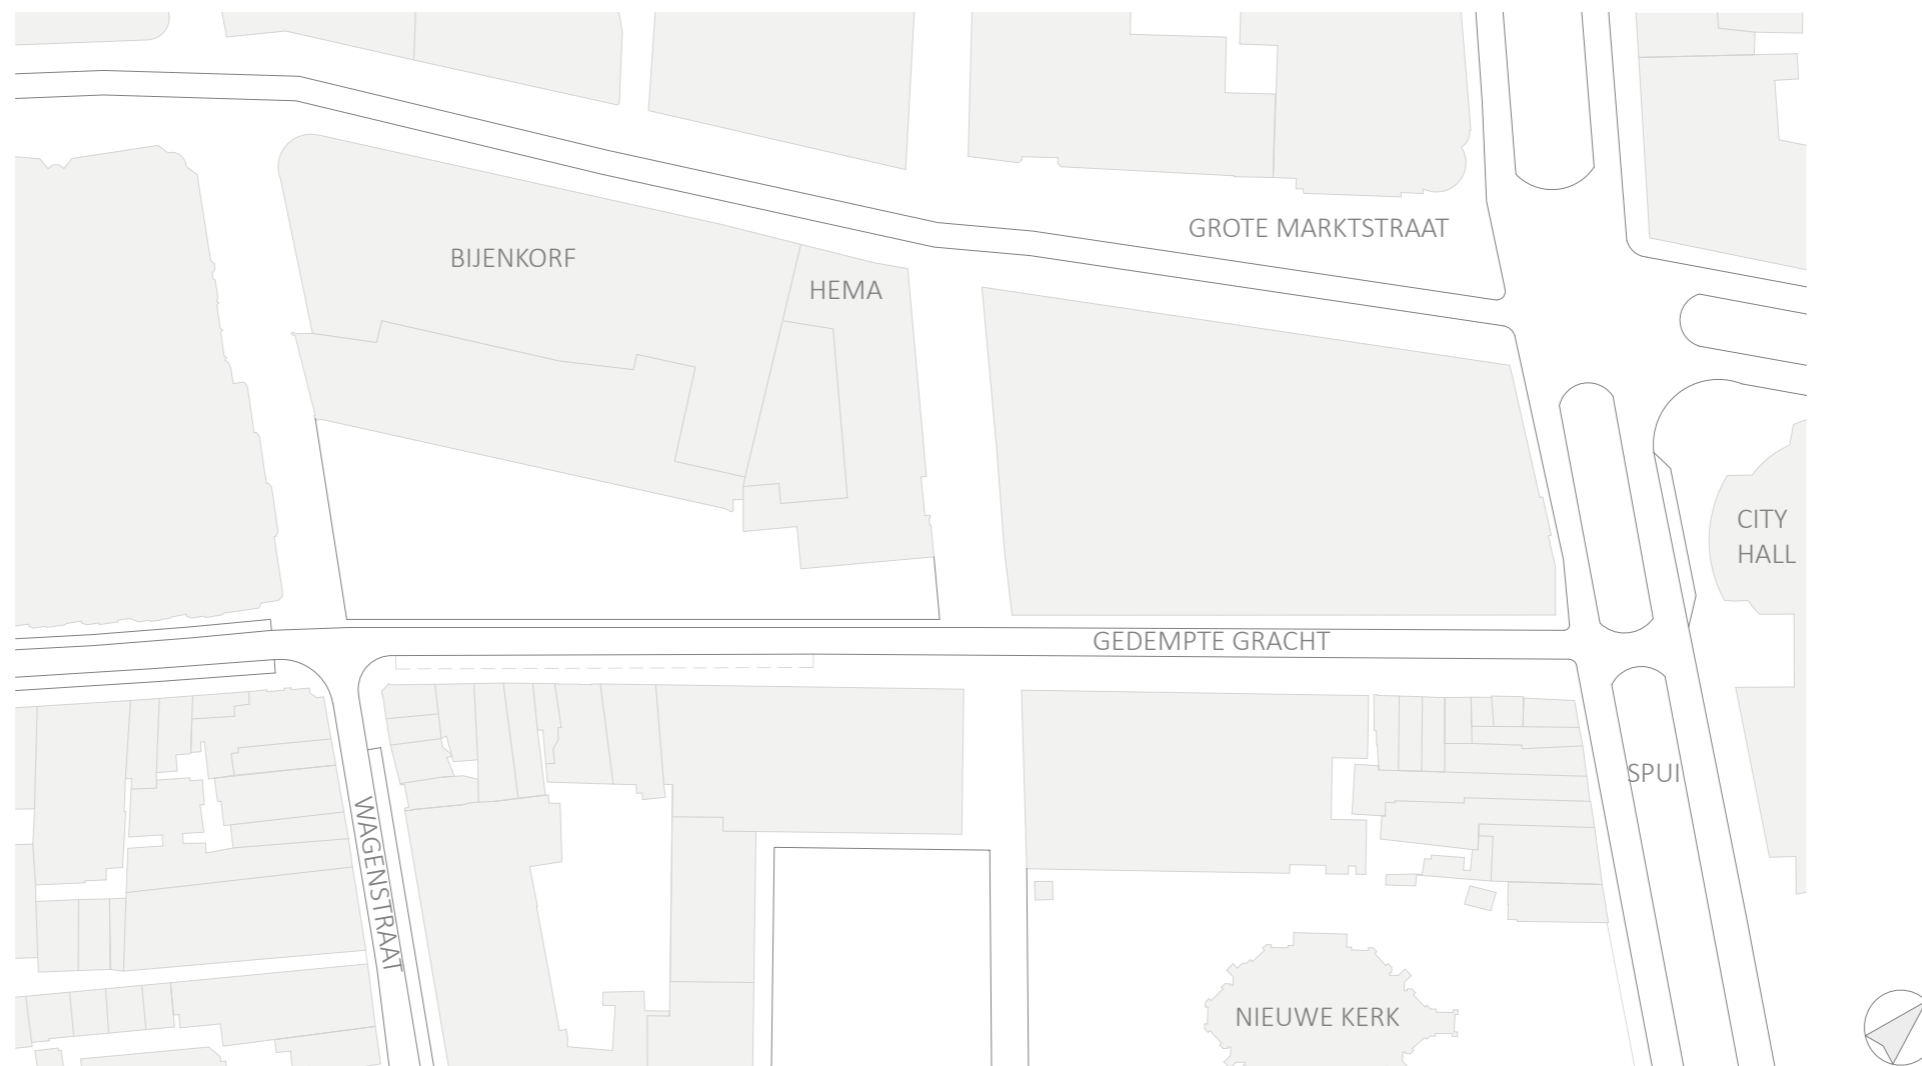 GROTE MARKTSTRAAT
BIJENKORF
HEMA
CITY
HALL
GEDEMPTE GRACHT
SPUI
WAGENSTRAAT
NIEUWE KERK